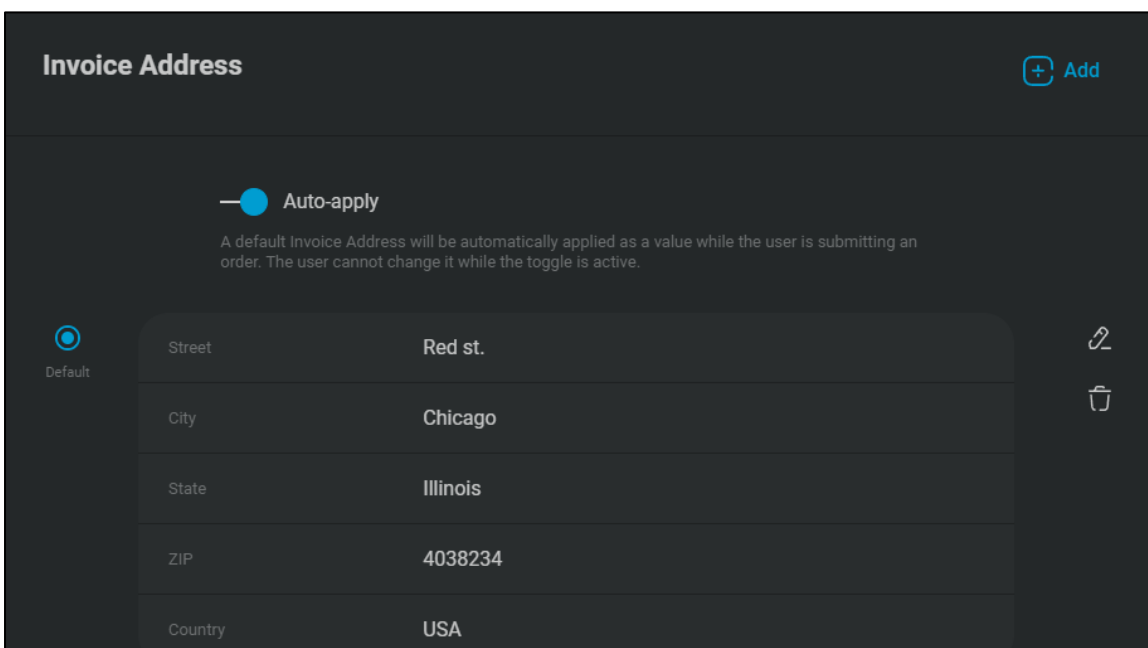 Invoice Address
Add
Auto-apply
A default Invoice Address will be automatically applied as a value while the user is submitting an
order. The user cannot change it while the toggle is active.
Default
Street Red st.
City Chicago
State Illinois
ZIP 4038234
Country USA